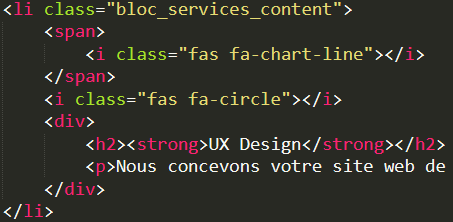 <li class="bloc_services_content">
<span>
<i class="fas fa-chart-line"></i>
</span>
<i class="fas fa-circle"></i>
<div>
<h2><strong>UX Design</strong></h2>
<p>Nous concevons votre site web de
</div>
</li>